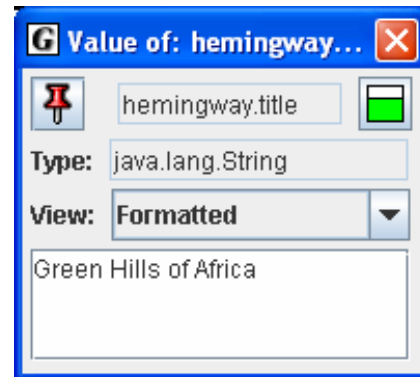 G Value of: hemingway...
hemingway.title
Type: java.lang.String
View: Formatted
Green Hills of Africa